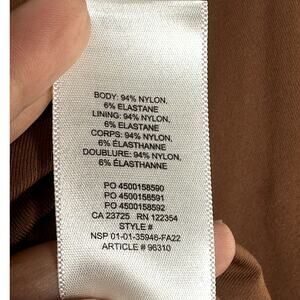 BODY: 94% NYLON,
6% ELASTANE
LINING: 94% NYLON,
6% ELASTANE
CORPS: 94% NYLON,
6% ÉLASTHANNE
DOUBLURE: 94% NYLON,
6% ÉLASTHANNE
PO 4500158590
PO 4500158591
PO 4500158592
CA 23725 RN 122354
STYLE #
NSP 01-01-35946-FA22
ARTICLE # 96310